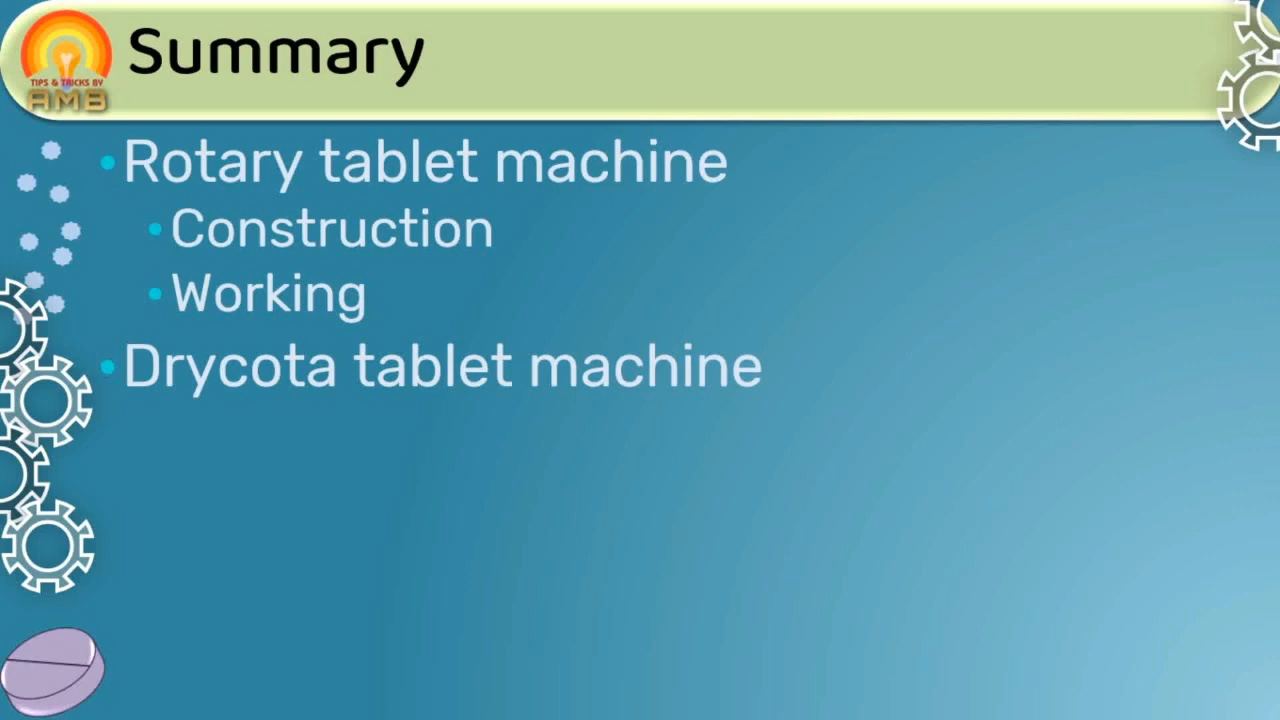 Summary
TIPS & TRICKS BY
AMB
Rotary tablet machine
Construction
Working
Drycota tablet machine